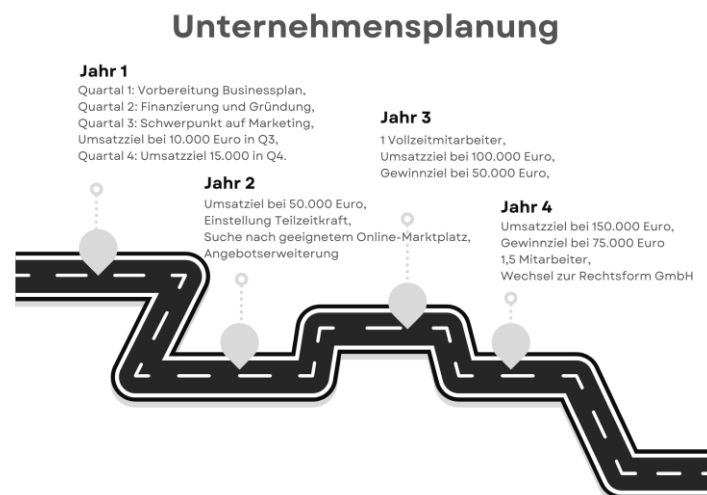 Unternehmensplanung
Jahr 1
Quartal 1: Vorbereitung Businessplan,
Quartal 2: Finanzierung und Gründung,
Quartal 3: Schwerpunkt auf Marketing,
Umsatzziel bei 10.000 Euro in Q3,
Quartal 4: Umsatzziel 15.000 in Q4.
Jahr 2
Umsatziel bei 50.000 Euro,
Einstellung Teilzeitkraft,
Suche nach geeignetem Online-Marktplatz,
Angebotserweiterung
Jahr 3
1 Vollzeitmitarbeiter,
Umsatzziel bei 100.000 Euro,
Gewinnziel bei 50.000 Euro,
Jahr 4
Umsatzziel bei 150.000 Euro,
Gewinnziel bei 75.000 Euro
1,5 Mitarbeiter,
Wechsel zur Rechtsform GmbH